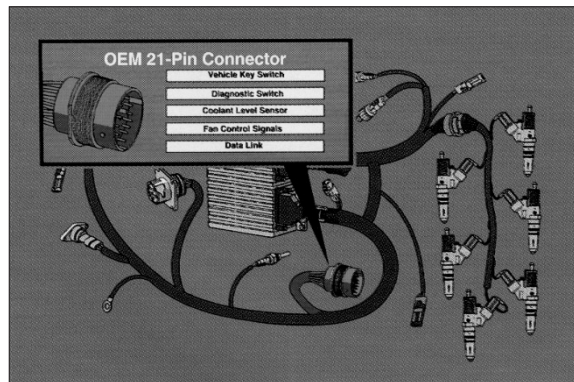 OEM 21-Pin Connector
Vehicle Key Switch
Diagnostic Switch
Coolant Level Sensor
Fan Control Signals
Data Link